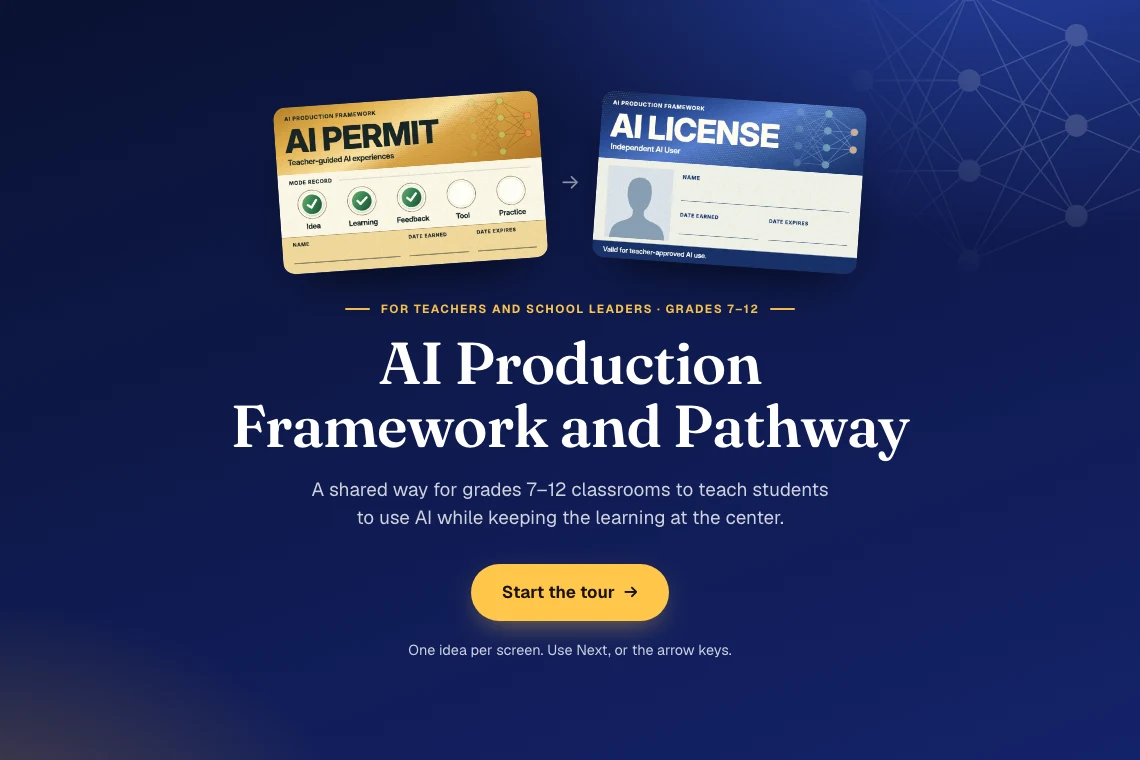 AI PRODUCTION FRAMEWORK
AI PERMIT
Teacher-guided AI experiences
MODE RECORD
Idea
Learning
Feedback
Tool
Practice
NAME
DATE EARNED
DATE EXPIRES
AI PRODUCTION FRAMEWORK
AI LICENSE
Independent AI User
NAME
DATE EARNED
DATE EXPIRES
Valid for teacher-approved AI use.
FOR TEACHERS AND SCHOOL LEADERS · GRADES 7–12
AI Production
Framework and Pathway
A shared way for grades 7–12 classrooms to teach students
to use AI while keeping the learning at the center.
Start the tour →
One idea per screen. Use Next, or the arrow keys.